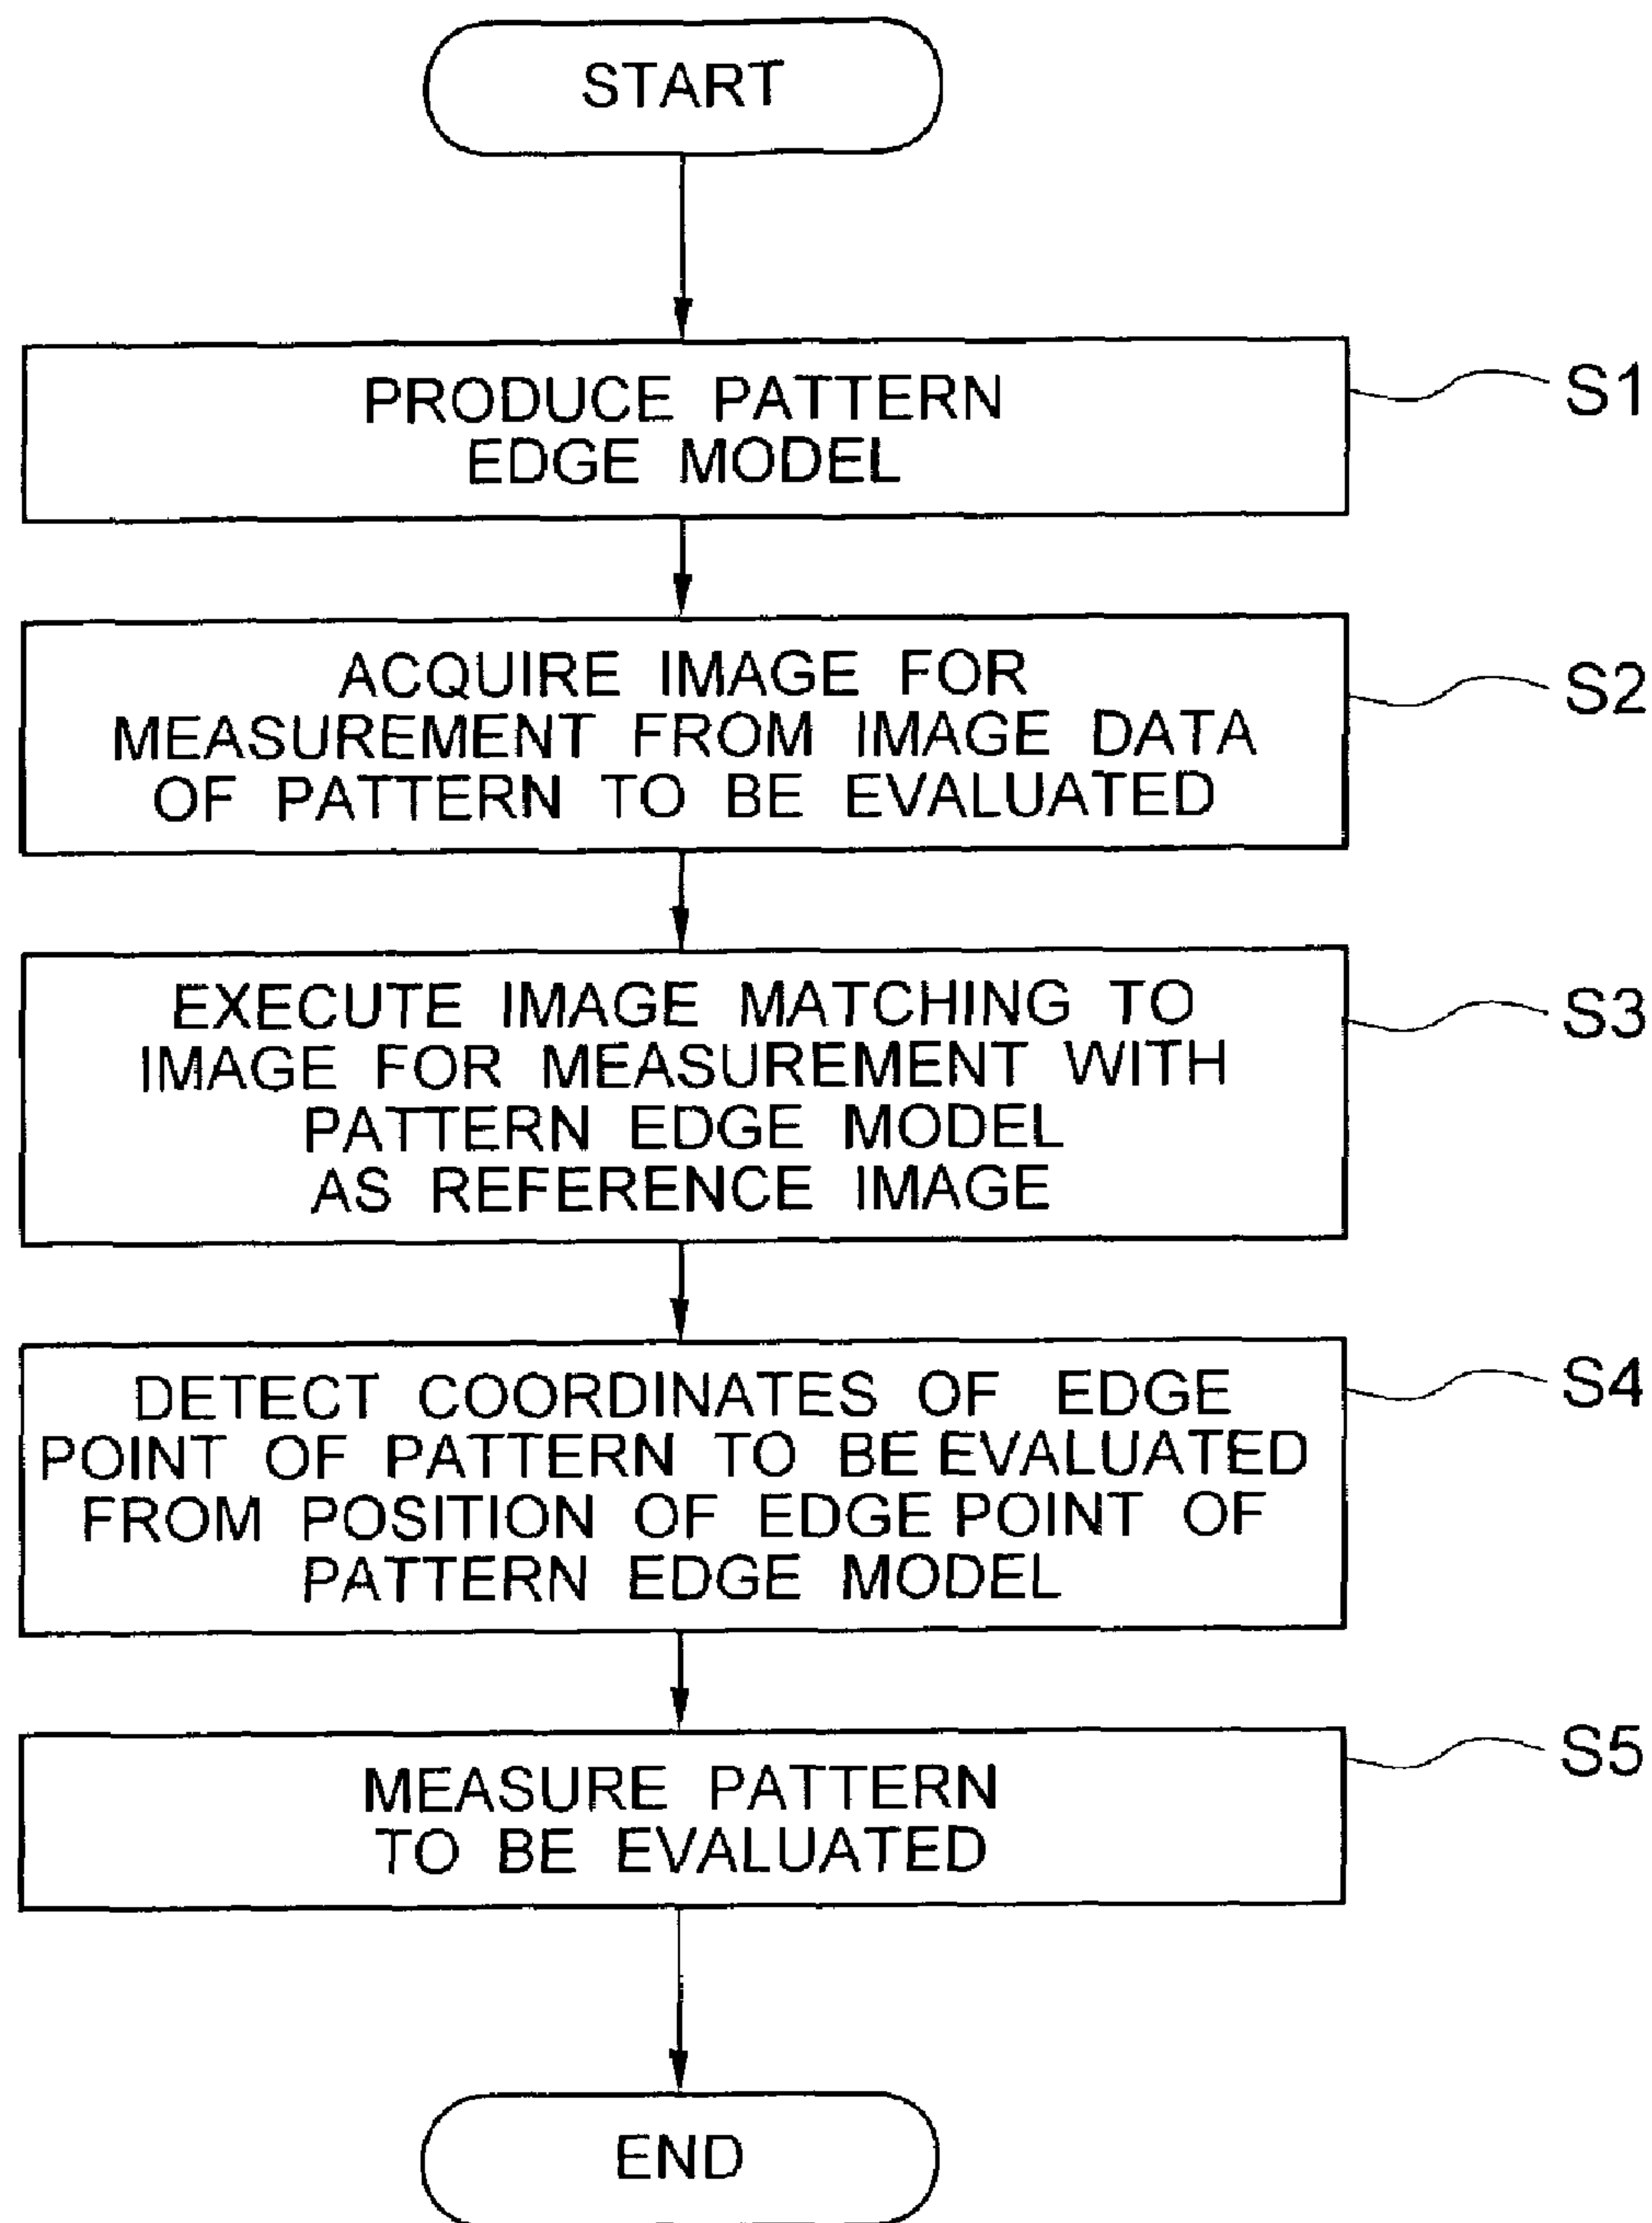 START
PRODUCE PATTERN
EDGE MODEL
S1
ACQUIRE IMAGE FOR
MEASUREMENT FROM IMAGE DATA
OF PATTERN TO BE EVALUATED
S2
EXECUTE IMAGE MATCHING TO
IMAGE FOR MEASUREMENT WITH
PATTERN EDGE MODEL
AS REFERENCE IMAGE
S3
DETECT COORDINATES OF EDGE
POINT OF PATTERN TO BE EVALUATED
FROM POSITION OF EDGE POINT OF
PATTERN EDGE MODEL
S4
MEASURE PATTERN
TO BE EVALUATED
S5
END